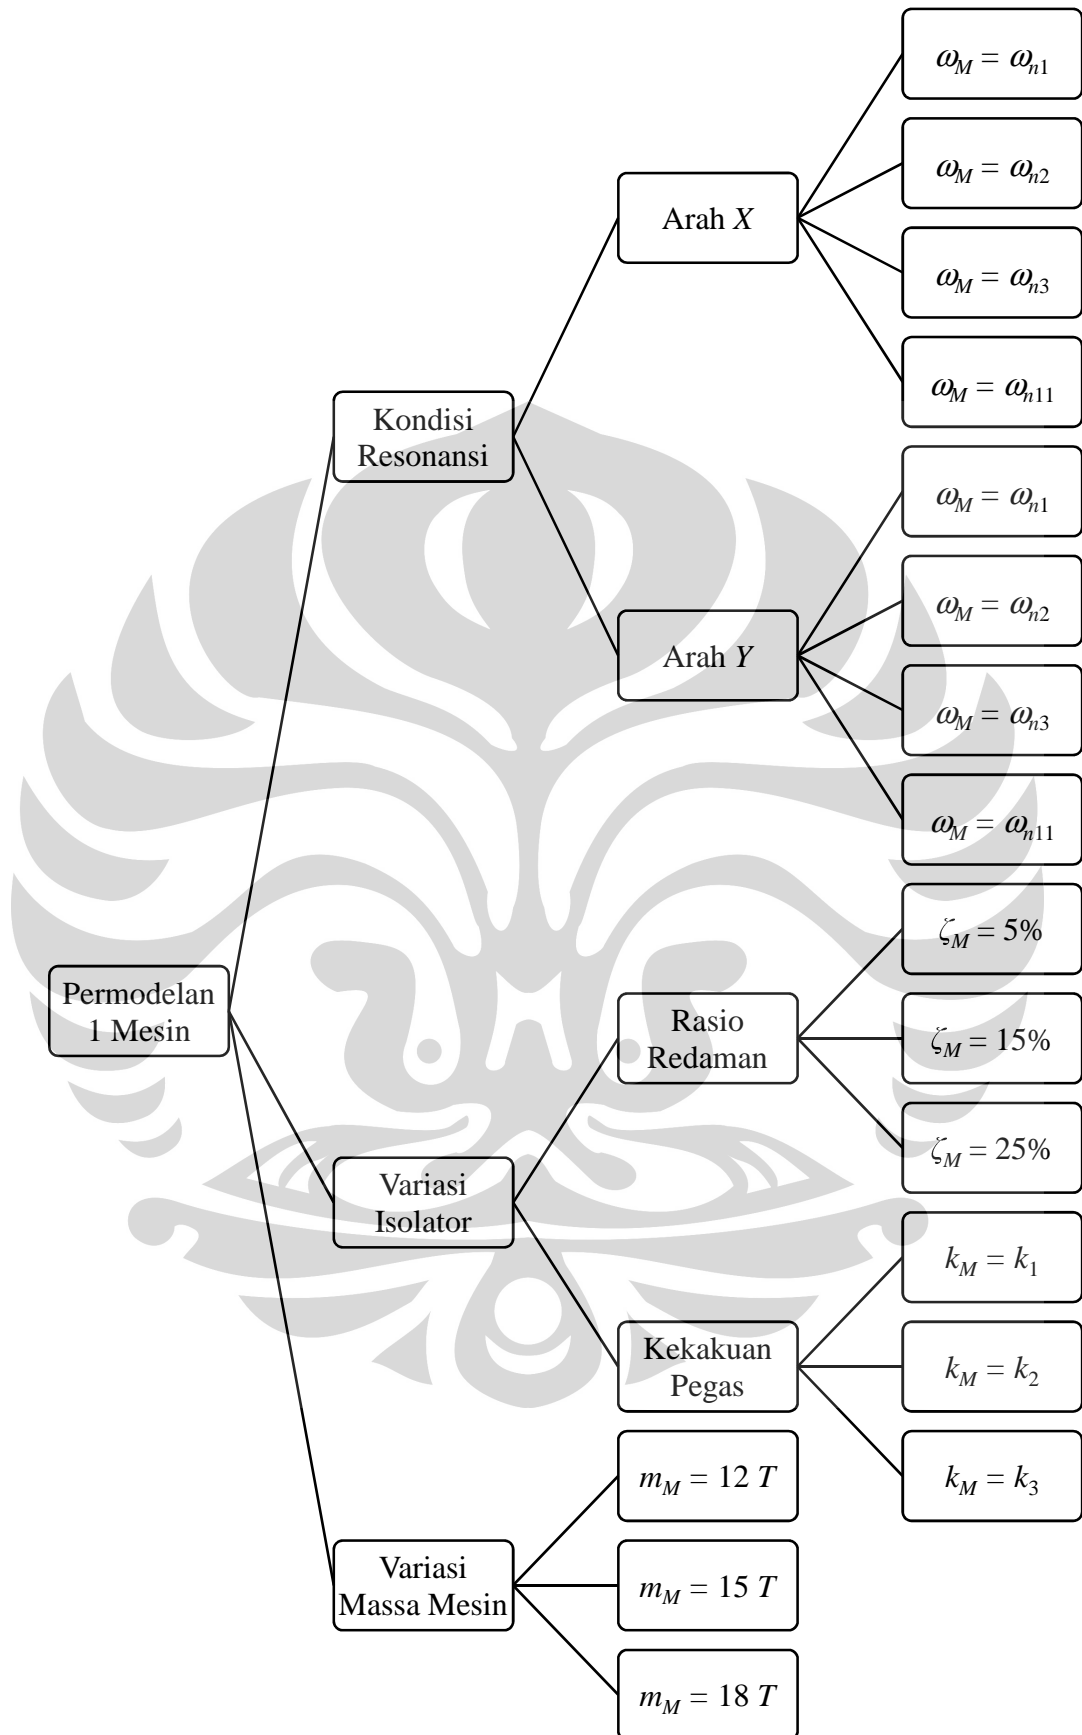 ω_M = ω_n1
ω_M = ω_n2
Arah X
ω_M = ω_n3
ω_M = ω_n11
Kondisi
Resonansi
ω_M = ω_n1
ω_M = ω_n2
Arah Y
ω_M = ω_n3
ω_M = ω_n11
ζ_M = 5%
Permodelan
1 Mesin
Rasio
Redaman
ζ_M = 15%
ζ_M = 25%
Variasi
Isolator
k_M = k_1
Kekakuan
Pegas
k_M = k_2
k_M = k_3
m_M = 12 T
Variasi
Massa Mesin
m_M = 15 T
m_M = 18 T